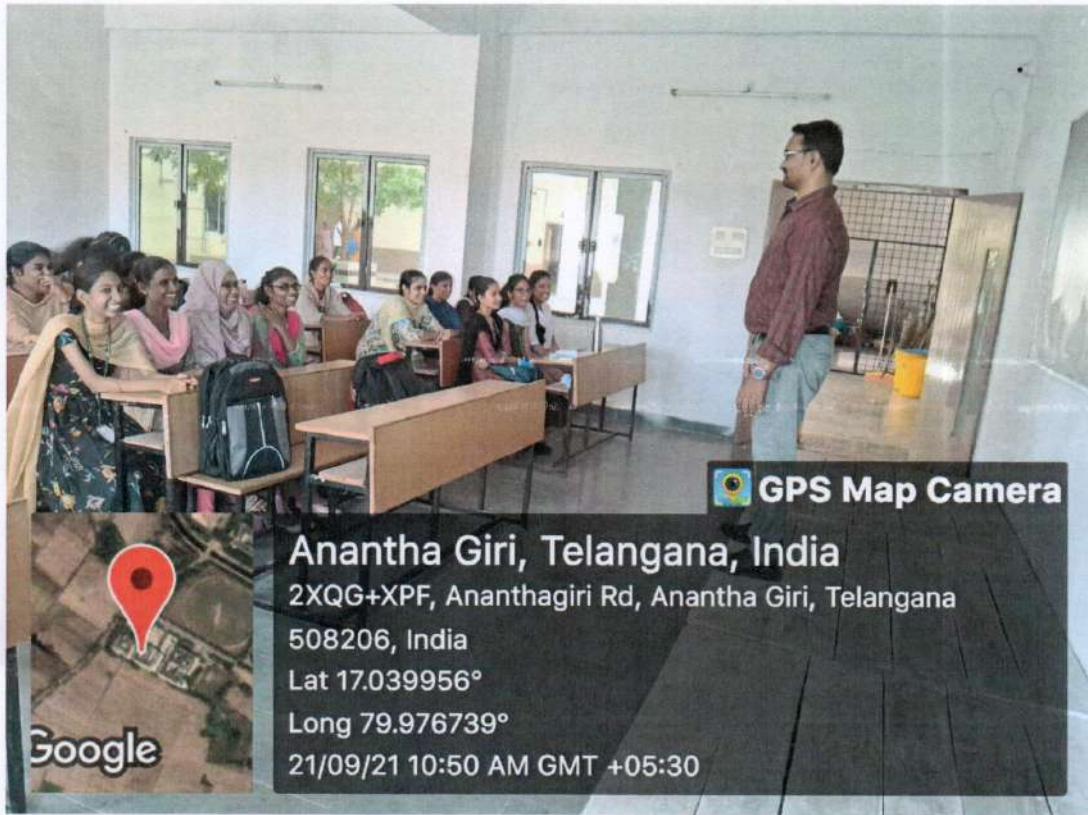 GPS Map Camera
Anantha Giri, Telangana, India
2XQG+XPF, Ananthagiri Rd, Anantha Giri, Telangana
508206, India
Lat 17.039956°
Long 79.976739°
21/09/21 10:50 AM GMT +05:30
Google